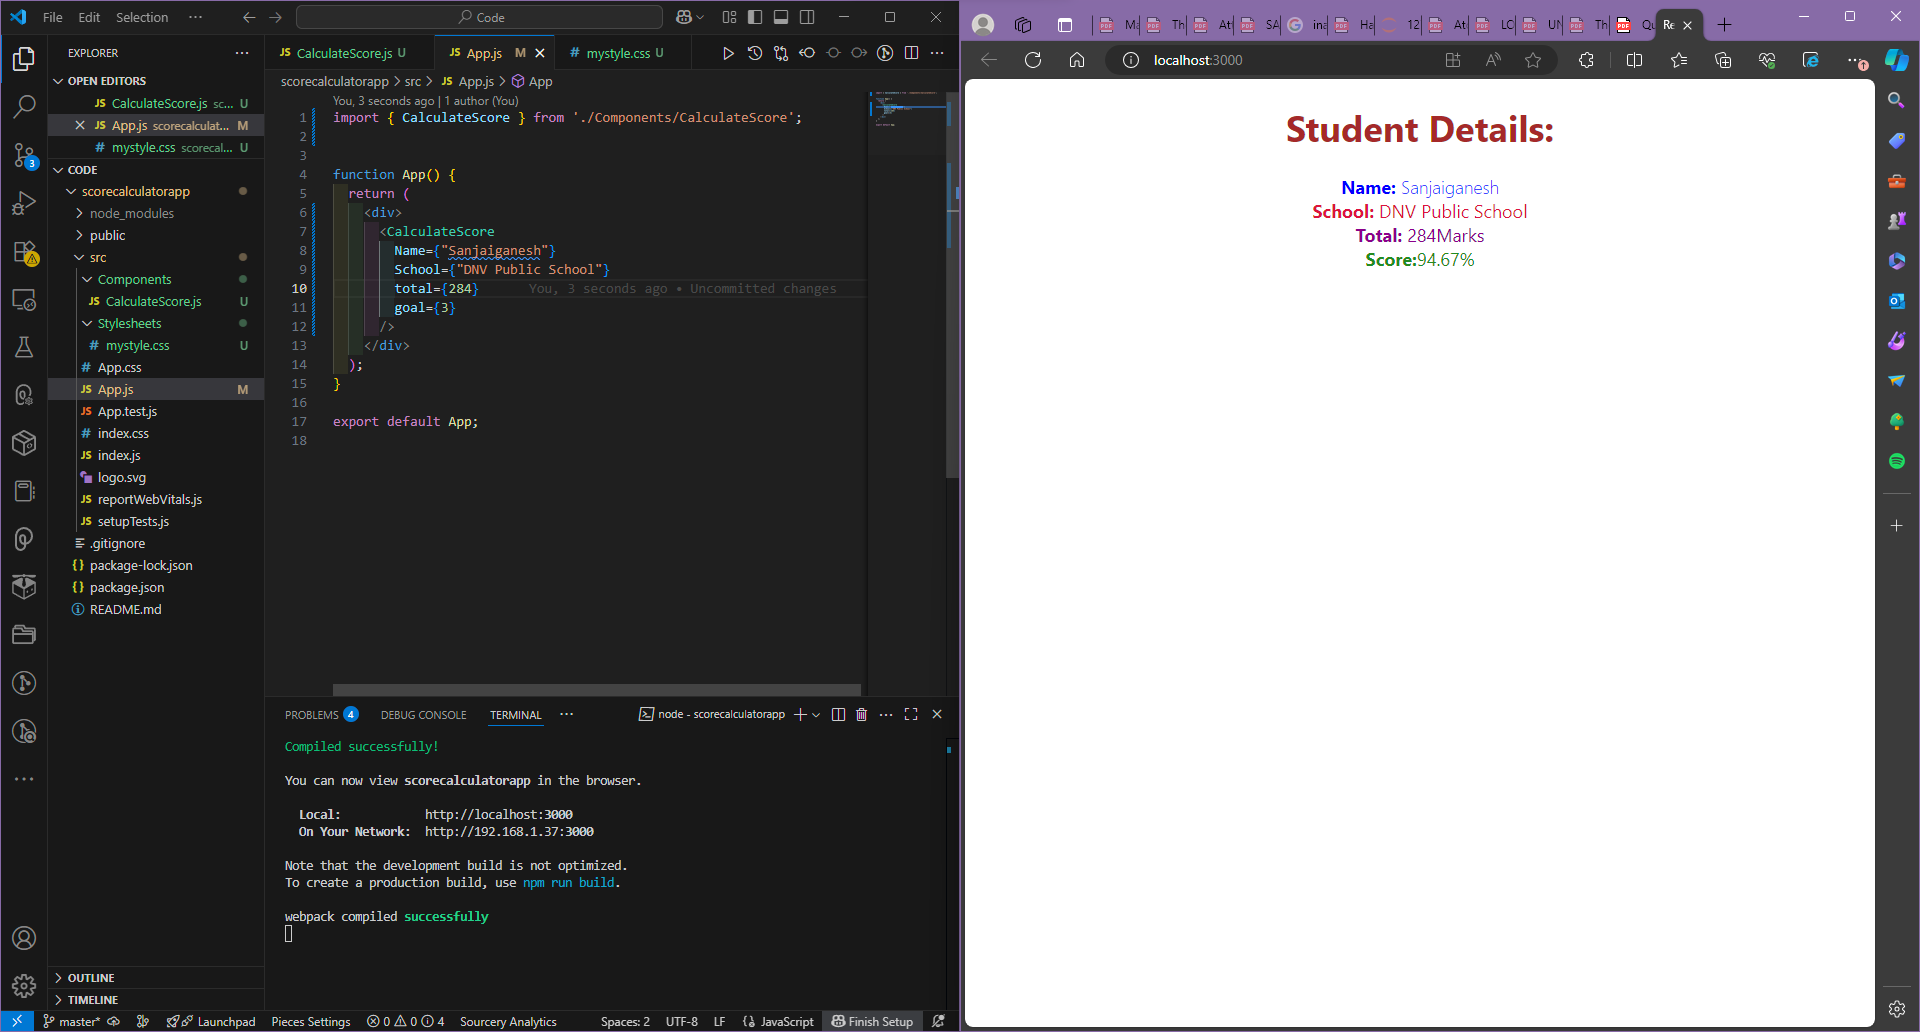 File Edit Selection ··· Code
EXPLORER
OPEN EDITORS
CalculateScore.js sc... U
App.js scorecalculat... M
mystyle.css scorecal... U
CODE
scorecalculatorapp
node_modules
public
src
Components
CalculateScore.js
Stylesheets
mystyle.css U
App.css
App.js M
App.test.js
index.css
index.js
logo.svg
reportWebVitals.js
setupTests.js
.gitignore
package-lock.json
package.json
README.md
OUTLINE
TIMELINE
CalculateScore.js U App.js M mystyle.css U
scorecalculatorapp > src > JS App.js > App
You, 3 seconds ago | 1 author (You)
1 import { CalculateScore } from './Components/CalculateScore';
2
3
4 function App() {
5 return (
6 <div>
7 <CalculateScore
8 Name={"Sanjaiganesh"}
9 School={"DNV Public School"}
10 total={284} You, 3 seconds ago • Uncommitted changes
11 goal={3}
12 />
13 </div>
14 );
15 }
16
17 export default App;
18
PROBLEMS 4 DEBUG CONSOLE TERMINAL ··· node - scorecalculatorapp
Compiled successfully!
You can now view scorecalculatorapp in the browser.
Local: http://localhost:3000
On Your Network: http://192.168.1.37:3000
Note that the development build is not optimized.
To create a production build, use npm run build.
webpack compiled successfully
master* Launchpad Pieces Settings 0 0 4 Sourcery Analytics Spaces: 2 UTF-8 LF {} JavaScript Finish Setup
localhost:3000
Student Details:
Name: Sanjaiganesh
School: DNV Public School
Total: 284Marks
Score:94.67%